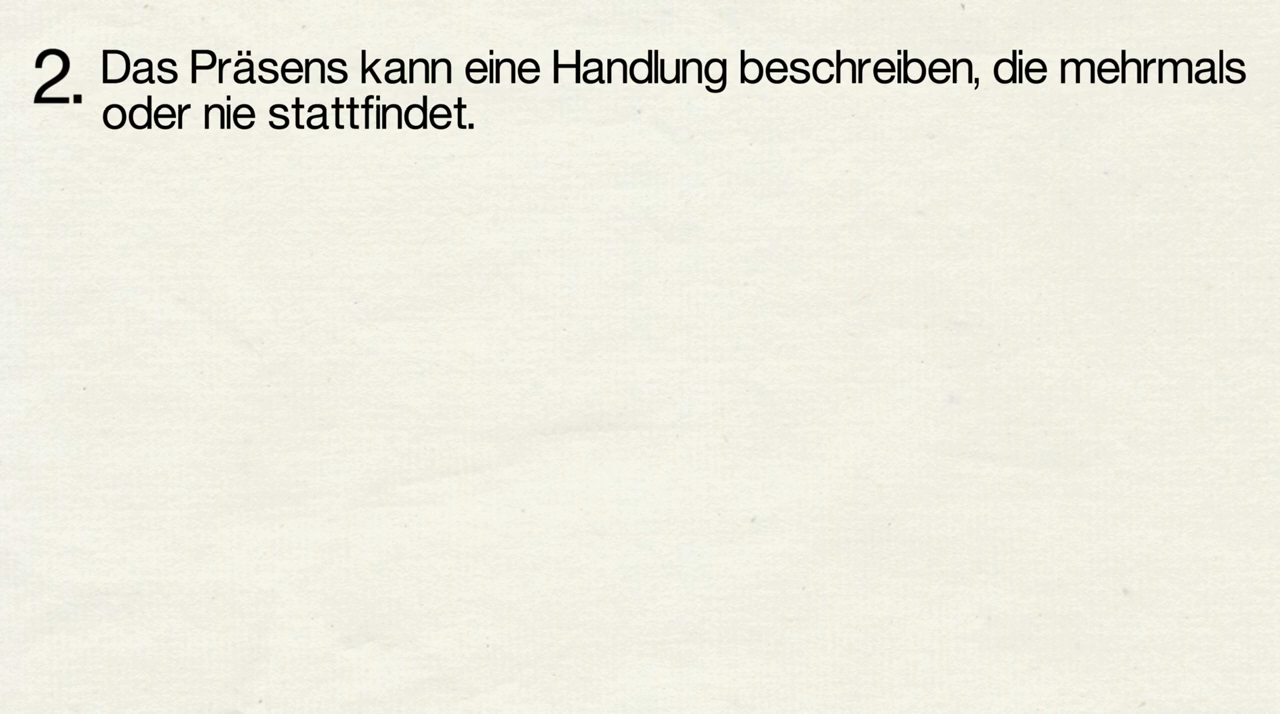 2. Das Präsens kann eine Handlung beschreiben, die mehrmals
oder nie stattfindet.